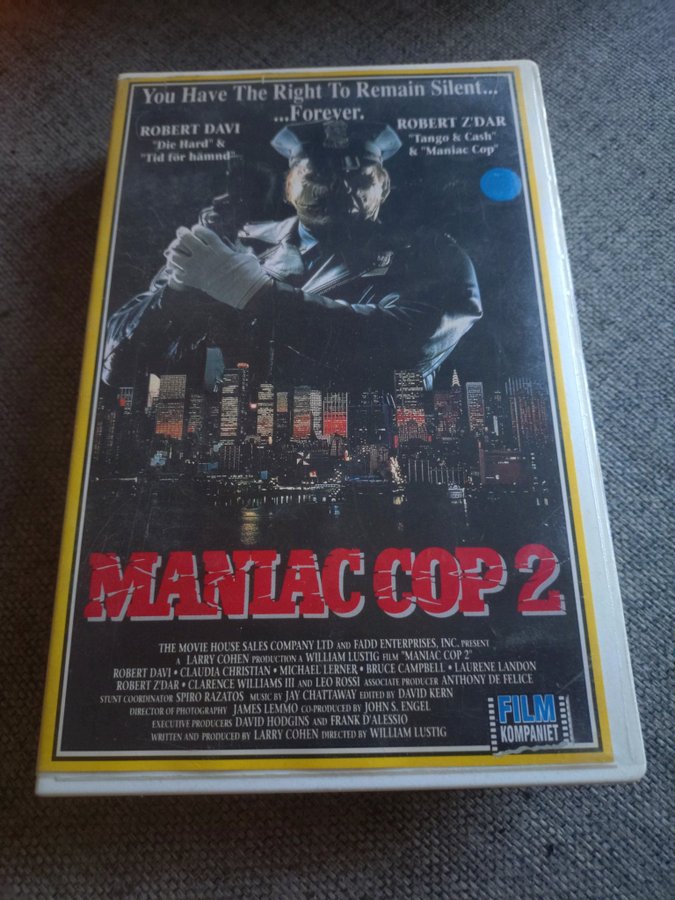 You Have The Right To Remain Silent...
...Forever.
ROBERT DAVI
"Die Hard" &
"Tid för hämnd"
ROBERT Z'DAR
"Tango & Cash"
& "Maniac Cop"
MANIAC COP 2
THE MOVIE HOUSE SALES COMPANY LTD AND FADD ENTERPRISES, INC. PRESENT
A LARRY COHEN PRODUCTION A WILLIAM LUSTIG FILM "MANIAC COP 2"
ROBERT DAVI • CLAUDIA CHRISTIAN • MICHAEL LERNER • BRUCE CAMPBELL • LAURENE LANDON
ROBERT Z'DAR • CLARENCE WILLIAMS III AND LEO ROSSI ASSOCIATE PRODUCER ANTHONY DE FELICE
STUNT COORDINATOR SPIRO RAZATOS MUSIC BY JAY CHATTAWAY EDITED BY DAVID KERN
DIRECTOR OF PHOTOGRAPHY JAMES LEMMO CO-PRODUCED BY JOHN S. ENGEL
EXECUTIVE PRODUCERS DAVID HODGINS AND FRANK D'ALESSIO
WRITTEN AND PRODUCED BY LARRY COHEN DIRECTED BY WILLIAM LUSTIG
FILM
KOMPANIET